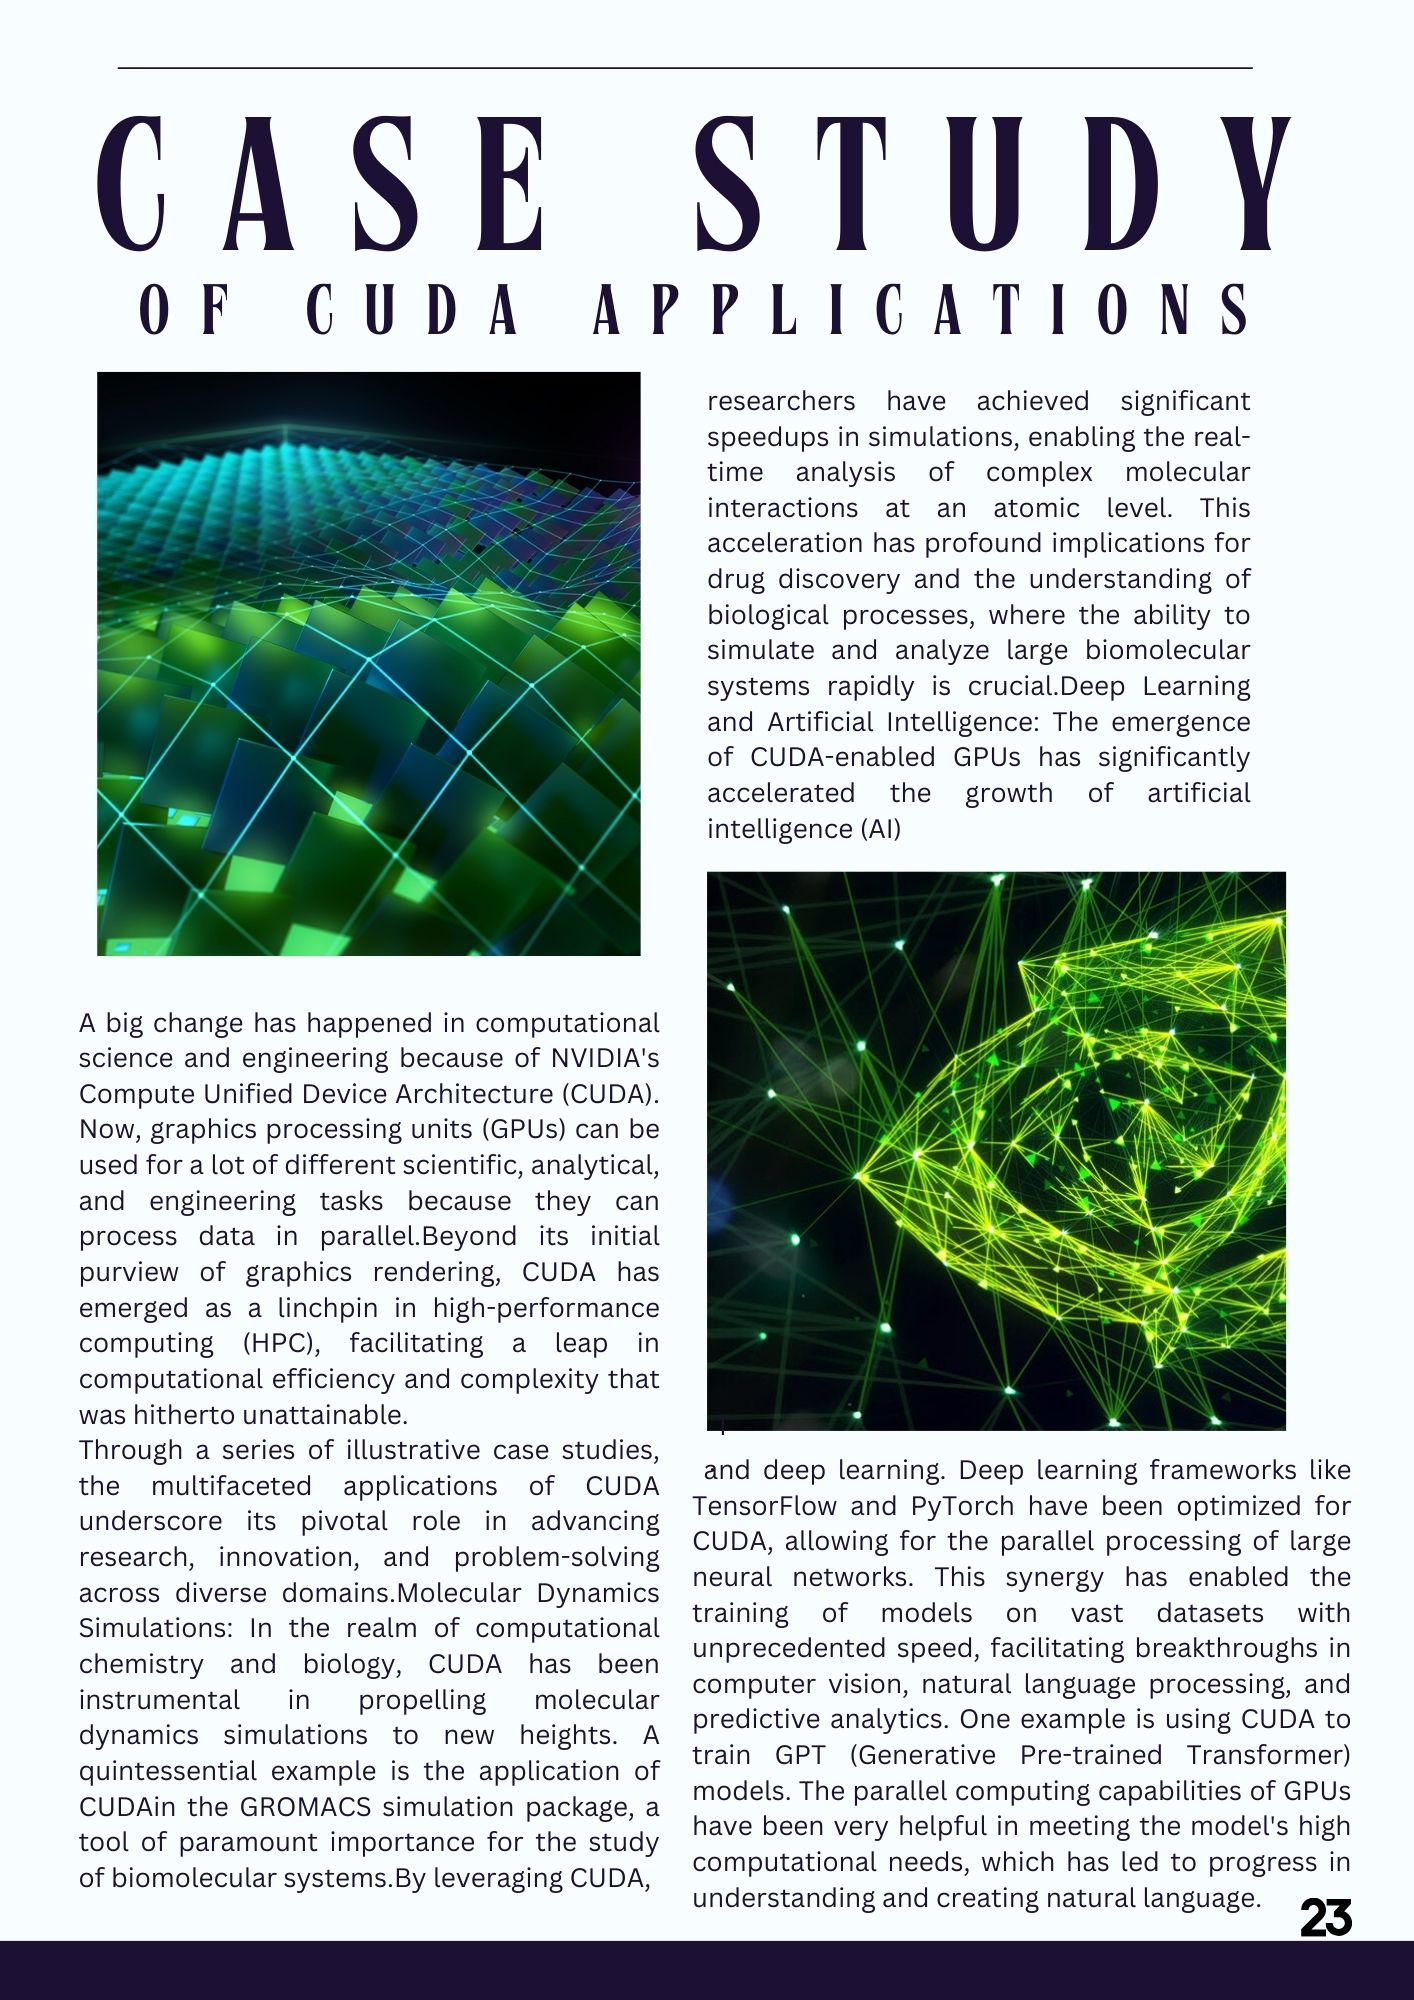 CASE STUDY
OF CUDA APPLICATIONS
A big change has happened in computational
science and engineering because of NVIDIA's
Compute Unified Device Architecture (CUDA).
Now, graphics processing units (GPUs) can be
used for a lot of different scientific, analytical,
and engineering tasks because they can
process data in parallel.Beyond its initial
purview of graphics rendering, CUDA has
emerged as a linchpin in high-performance
computing (HPC), facilitating a leap in
computational efficiency and complexity that
was hitherto unattainable.
Through a series of illustrative case studies,
the multifaceted applications of CUDA
underscore its pivotal role in advancing
research, innovation, and problem-solving
across diverse domains.Molecular Dynamics
Simulations: In the realm of computational
chemistry and biology, CUDA has been
instrumental in propelling molecular
dynamics simulations to new heights. A
quintessential example is the application of
CUDAin the GROMACS simulation package, a
tool of paramount importance for the study
of biomolecular systems.By leveraging CUDA,
researchers have achieved significant
speedups in simulations, enabling the real-
time analysis of complex molecular
interactions at an atomic level. This
acceleration has profound implications for
drug discovery and the understanding of
biological processes, where the ability to
simulate and analyze large biomolecular
systems rapidly is crucial.Deep Learning
and Artificial Intelligence: The emergence
of CUDA-enabled GPUs has significantly
accelerated the growth of artificial
intelligence (AI)
and deep learning. Deep learning frameworks like
TensorFlow and PyTorch have been optimized for
CUDA, allowing for the parallel processing of large
neural networks. This synergy has enabled the
training of models on vast datasets with
unprecedented speed, facilitating breakthroughs in
computer vision, natural language processing, and
predictive analytics. One example is using CUDA to
train GPT (Generative Pre-trained Transformer)
models. The parallel computing capabilities of GPUs
have been very helpful in meeting the model's high
computational needs, which has led to progress in
understanding and creating natural language.
23